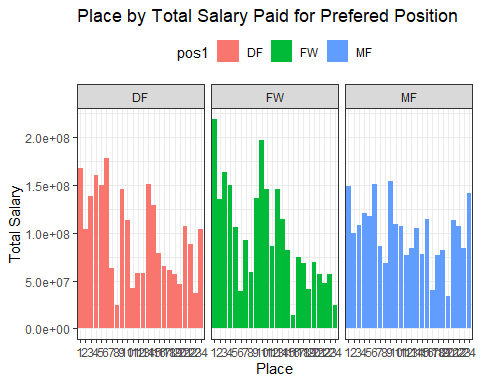 Place by Total Salary Paid for Prefered Position
pos1 DF FW MF
DF FW MF
2.0e+08
1.5e+08
1.0e+08
5.0e+07
0.0e+00
Total Salary
Place